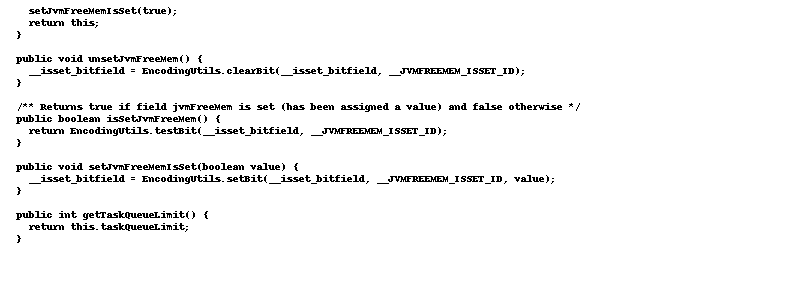 setJvmFreeMemIsSet(true);
    return this;
  }

  public void unsetJvmFreeMem() {
    __isset_bitfield = EncodingUtils.clearBit(__isset_bitfield, __JVMFREEMEM_ISSET_ID);
  }

  /** Returns true if field jvmFreeMem is set (has been assigned a value) and false otherwise */
  public boolean isSetJvmFreeMem() {
    return EncodingUtils.testBit(__isset_bitfield, __JVMFREEMEM_ISSET_ID);
  }

  public void setJvmFreeMemIsSet(boolean value) {
    __isset_bitfield = EncodingUtils.setBit(__isset_bitfield, __JVMFREEMEM_ISSET_ID, value);
  }

  public int getTaskQueueLimit() {
    return this.taskQueueLimit;
  }